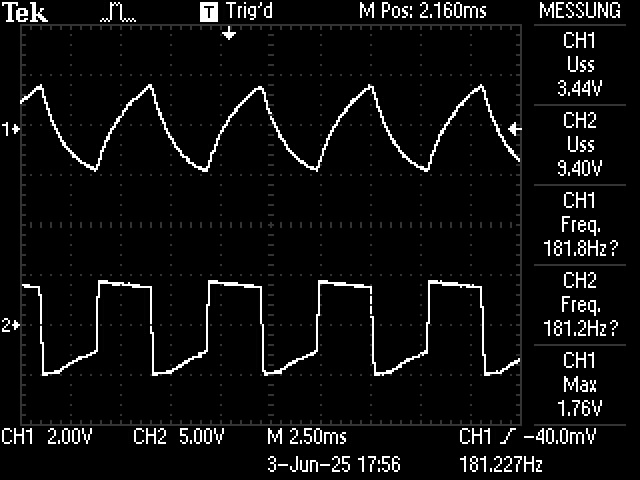 Tek T Trig'd M Pos: 2.160ms MESSUNG
CH1
Uss
3.44V
CH2
Uss
9.40V
CH1
Freq.
181.8Hz?
CH2
Freq.
181.2Hz?
CH1
Max
1.76V
1
2
CH1 2.00V CH2 5.00V M 2.50ms CH1 / -40.0mV
3-Jun-25 17:56 181.227Hz